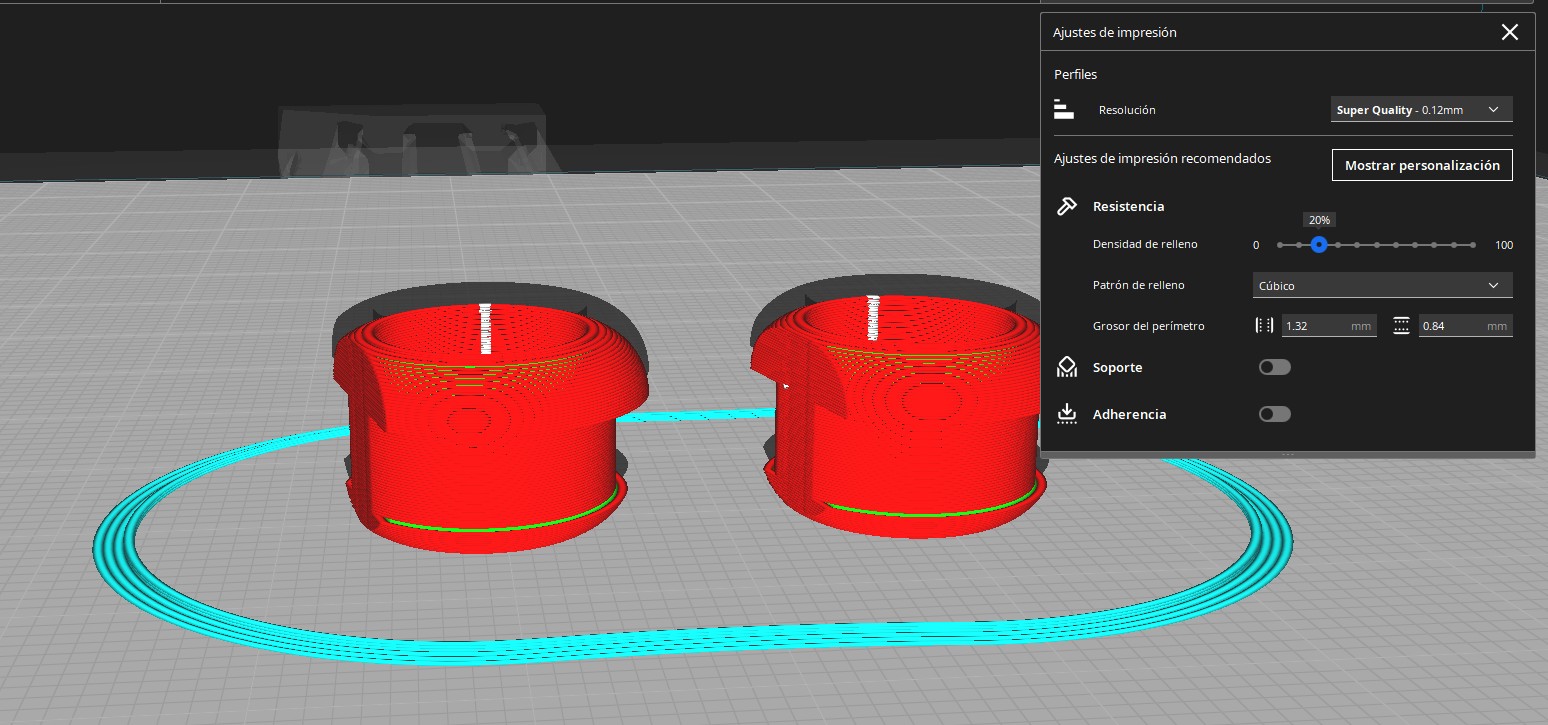 Ajustes de impresión
Perfiles
Resolución
Super Quality - 0.12mm
Ajustes de impresión recomendados
Mostrar personalización
Resistencia
20%
Densidad de relleno
0
100
Patrón de relleno
Cúbico
Grosor del perímetro
1.32 mm
0.84 mm
Soporte
Adherencia